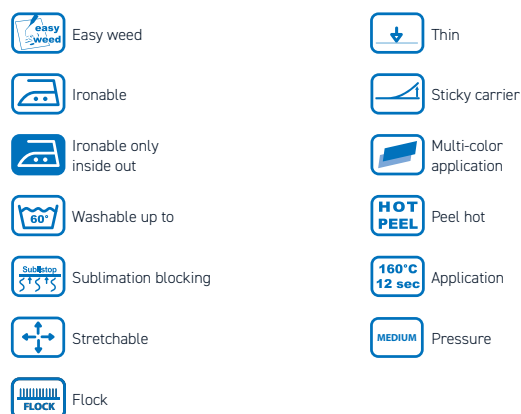 easy
weed
Easy weed
Ironable
Ironable only
inside out
60°
Washable up to
Substop
Sublimation blocking
Stretchable
FLOCK
Flock
Thin
Sticky carrier
Multi-color
application
HOT
PEEL
Peel hot
160°C
12 sec
Application
MEDIUM
Pressure